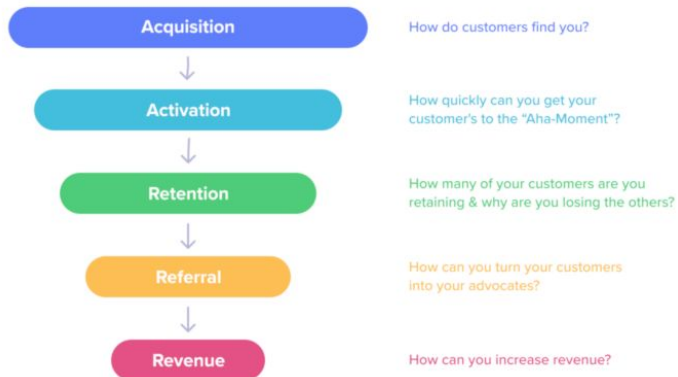 Acquisition
How do customers find you?
Activation
How quickly can you get your
customer's to the “Aha-Moment”?
Retention
How many of your customers are you
retaining & why are you losing the others?
Referral
How can you turn your customers
into your advocates?
Revenue
How can you increase revenue?